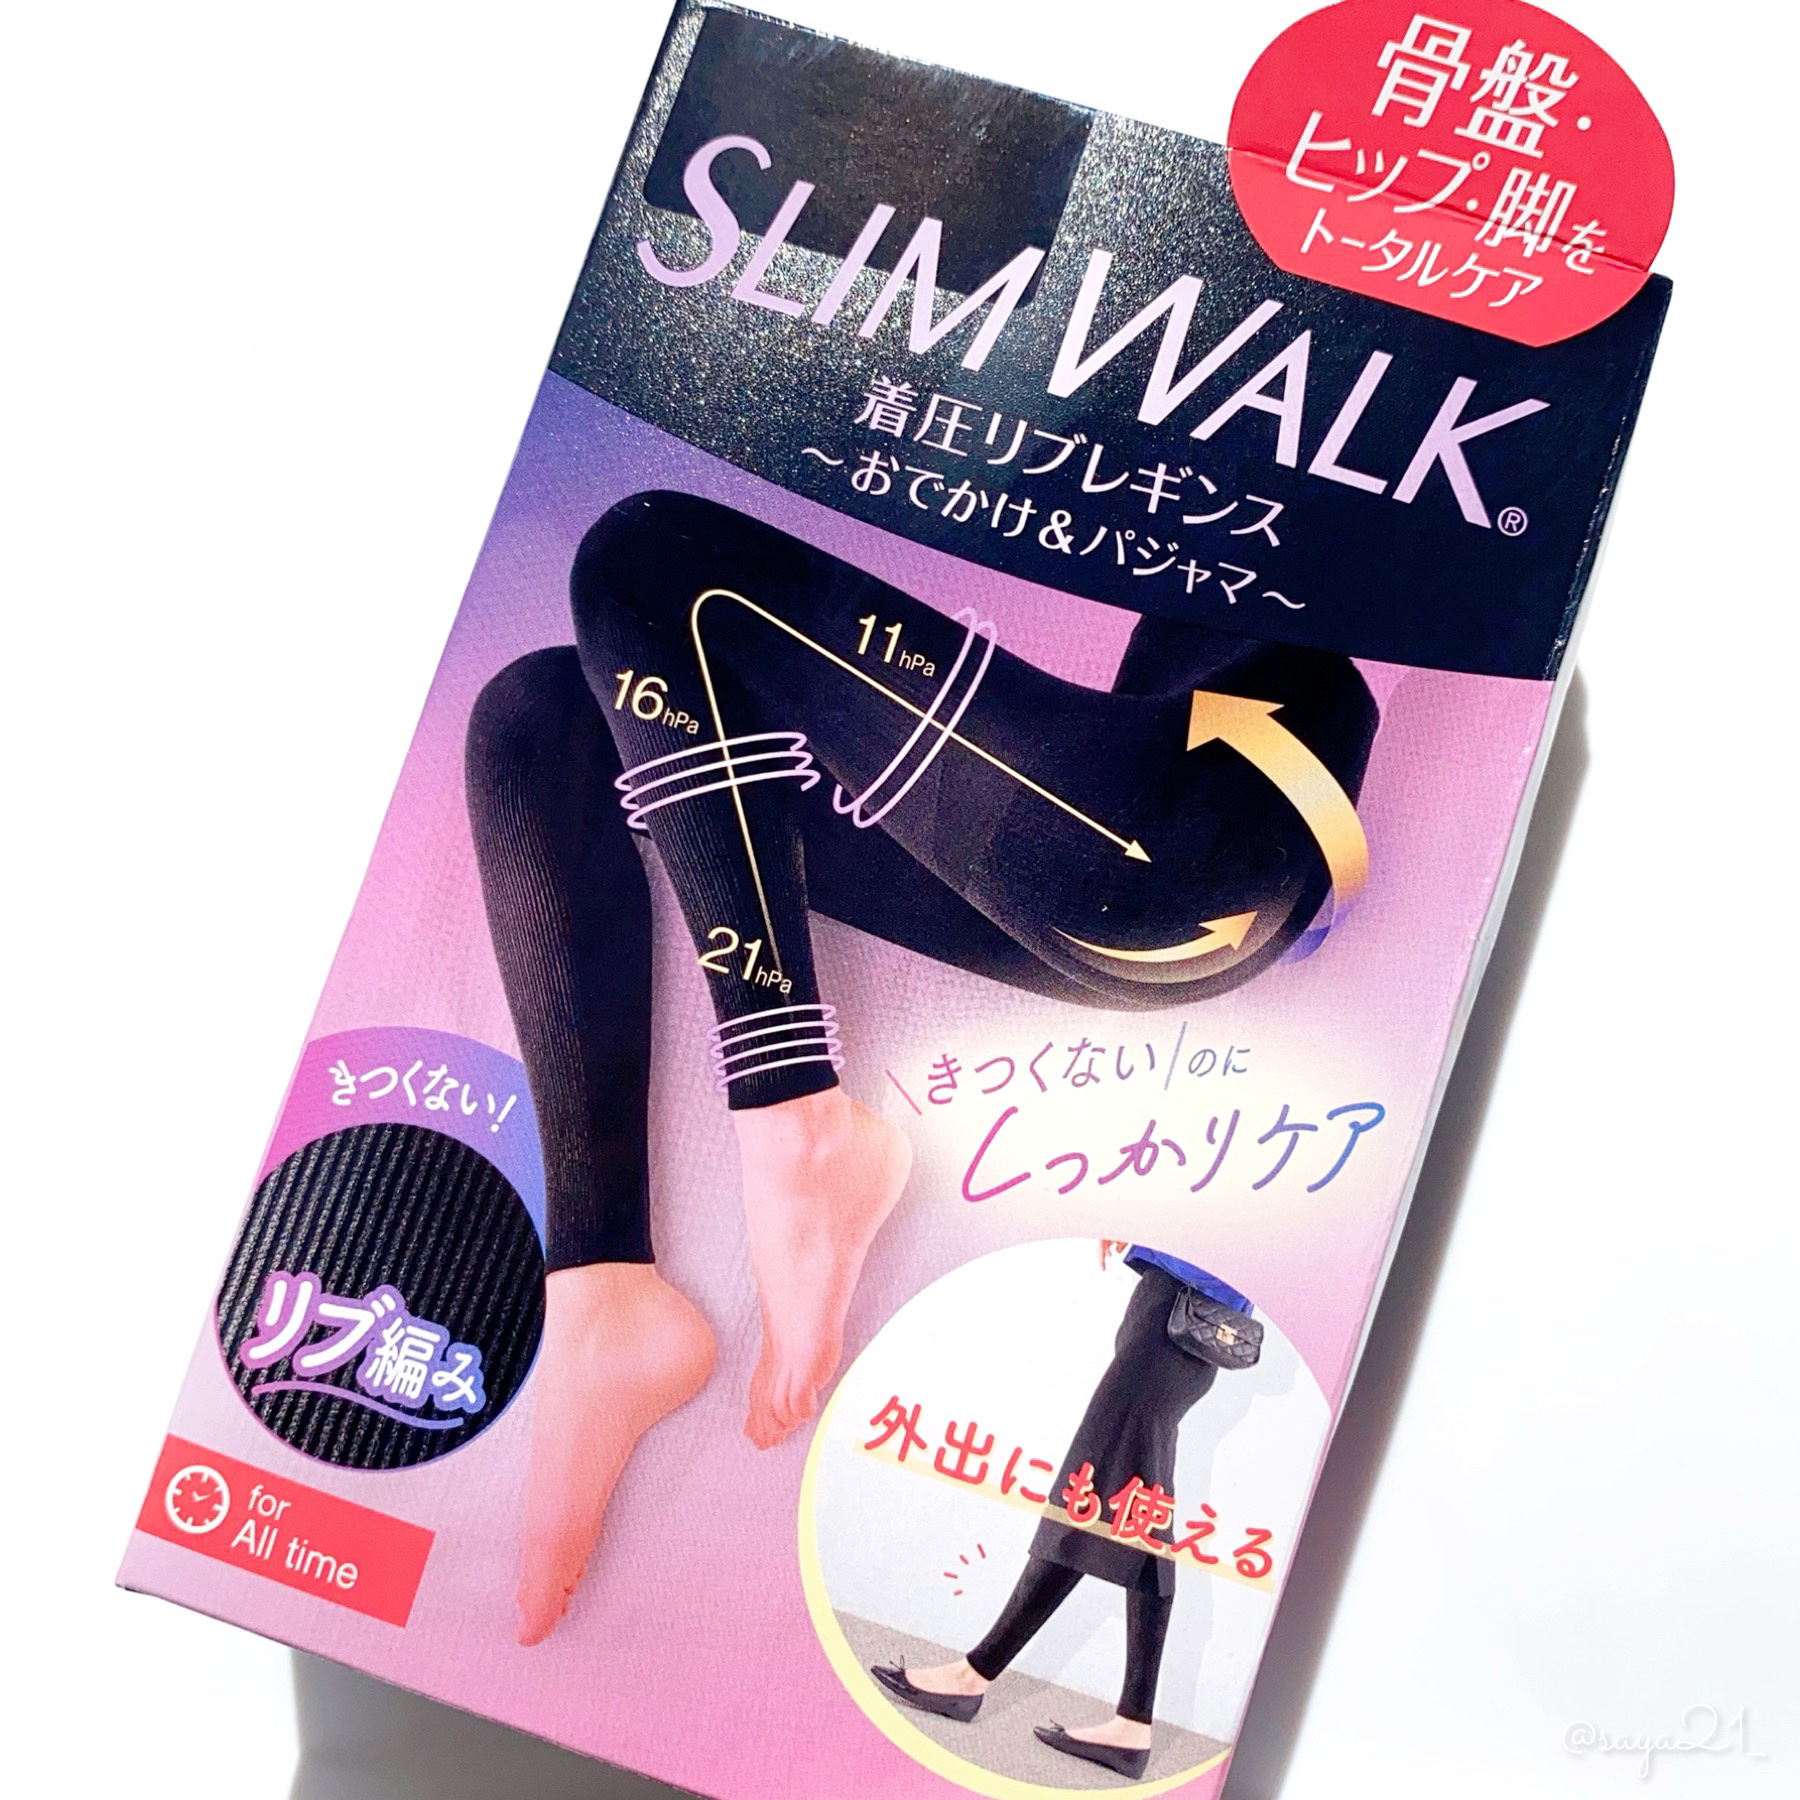 骨盤・
ヒップ・脚を
トータルケア
SLIMWALK®
着圧リブレギンス
～おでかけ&パジャマ～
11hPa
16hPa
21hPa
きつくない!
リブ編み
\きつくない/のに
しっかりケア
外出にも使える
for
All time
@saya21_